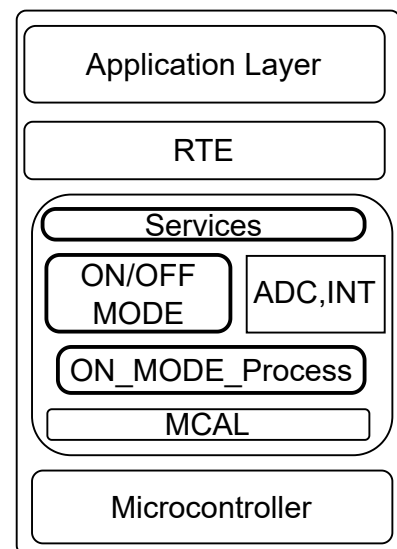 Application Layer
RTE
Services
ON/OFF
MODE
ADC,INT
ON_MODE_Process
MCAL
Microcontroller